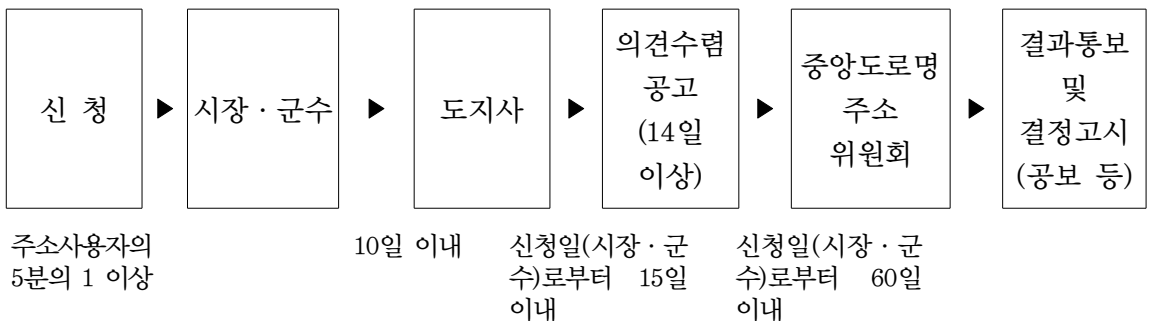 신 청
▶
시장 · 군수
▶
도지사
▶
의견수렴
공고
(14일
이상)
▶
중앙도로명
주소
위원회
▶
결과통보
및
결정고시
(공보 등)
주소사용자의
5분의 1 이상
10일 이내
신청일(시장 · 군
수)로부터 15일
이내
신청일(시장 · 군
수)로부터 60일
이내